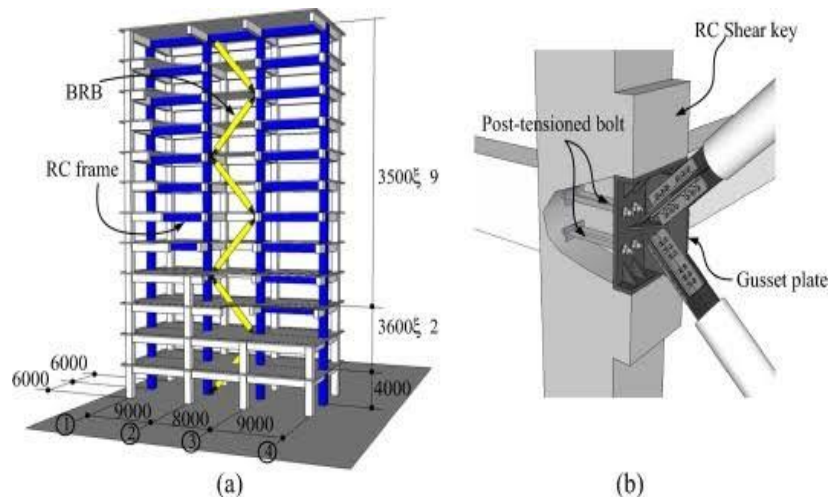 BRB
RC frame
3500ξ 9
3600ξ 2
4000
6000
6000
9000
8000
9000
1
2
3
4
(a)
RC Shear key
Post-tensioned bolt
Gusset plate
(b)